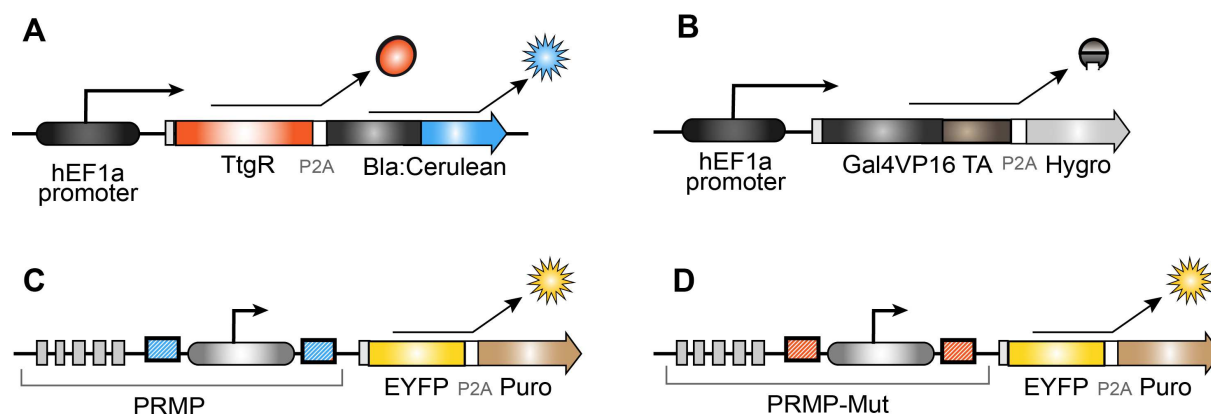 A
TtgR
P2A
Bla:Cerulean
hEF1a
promoter
B
Gal4VP16 TA
P2A
Hygro
hEF1a
promoter
C
EYFP
P2A
Puro
PRMP
D
EYFP
P2A
Puro
PRMP-Mut